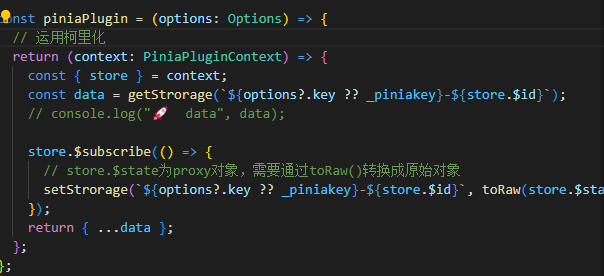 const piniaPlugin = (options: Options) => {
// 运用柯里化
return (context: PiniaPluginContext) => {
const { store } = context;
const data = getStrorage(`${options?.key ?? _piniakey}-${store.$id}`);
// console.log("🚀 data", data);
store.$subscribe(() => {
// store.$state为proxy对象，需要通过toRaw()转换成原始对象
setStrorage(`${options?.key ?? _piniakey}-${store.$id}`, toRaw(store.$sta
});
return { ...data };
};
};